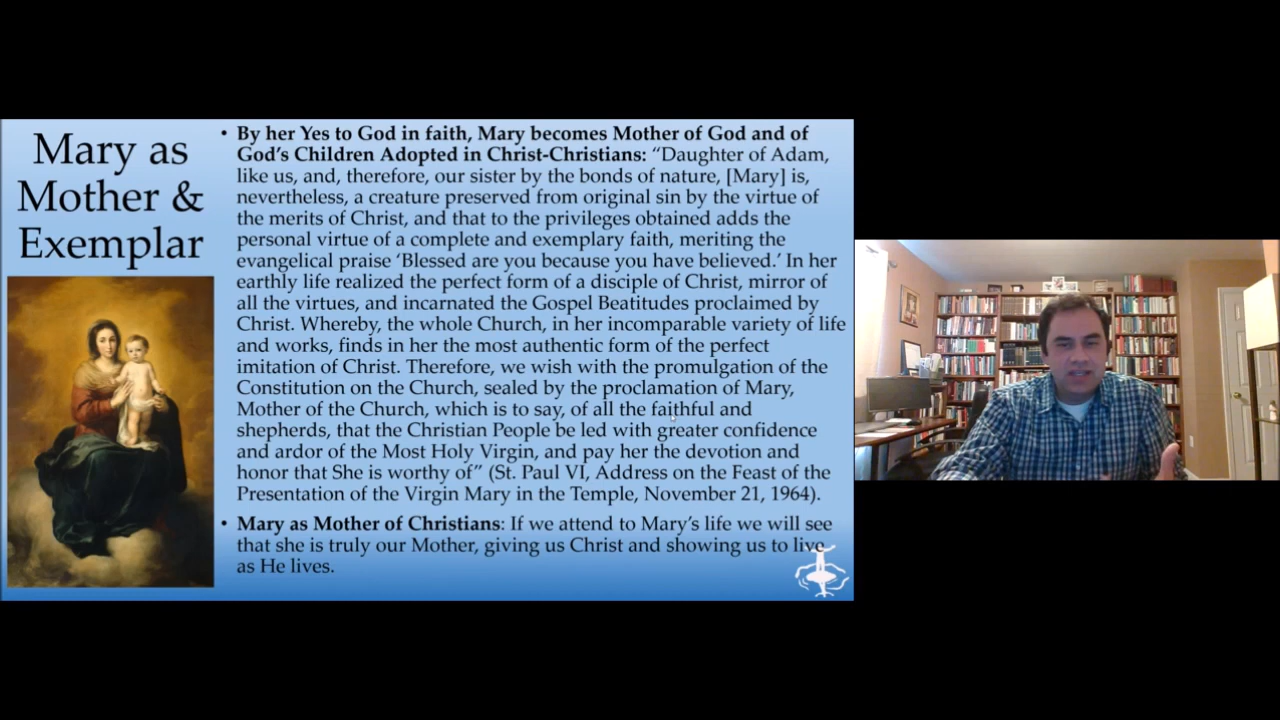 Mary as
Mother &
Exemplar
• By her Yes to God in faith, Mary becomes Mother of God and of
God’s Children Adopted in Christ-Christians: “Daughter of Adam,
like us, and, therefore, our sister by the bonds of nature, [Mary] is,
nevertheless, a creature preserved from original sin by the virtue of
the merits of Christ, and that to the privileges obtained adds the
personal virtue of a complete and exemplary faith, meriting the
evangelical praise ‘Blessed are you because you have believed.’ In her
earthly life realized the perfect form of a disciple of Christ, mirror of
all the virtues, and incarnated the Gospel Beatitudes proclaimed by
Christ. Whereby, the whole Church, in her incomparable variety of life
and works, finds in her the most authentic form of the perfect
imitation of Christ. Therefore, we wish with the promulgation of the
Constitution on the Church, sealed by the proclamation of Mary,
Mother of the Church, which is to say, of all the faithful and
shepherds, that the Christian People be led with greater confidence
and ardor of the Most Holy Virgin, and pay her the devotion and
honor that She is worthy of” (St. Paul VI, Address on the Feast of the
Presentation of the Virgin Mary in the Temple, November 21, 1964).
• Mary as Mother of Christians: If we attend to Mary’s life we will see
that she is truly our Mother, giving us Christ and showing us to live
as He lives.